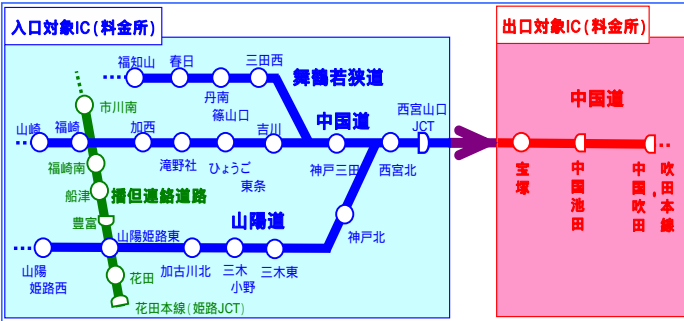 入口対象IC(料金所)
出口対象IC(料金所)
福知山
春日
三田西
丹南
篠山口
舞鶴若狭道
市川南
中国道
西宮山口
JCT
中国道
山崎
福崎
加西
吉川
滝野社
ひょうご
東条
神戸三田
西宮北
福崎南
船津
播但連絡道路
豊富
山陽道
神戸北
山陽姫路東
山陽
姫路西
花田
加古川北
三木
小野
三木東
花田本線(姫路JCT)
宝塚
中国池田
中国吹田
・
吹田本線